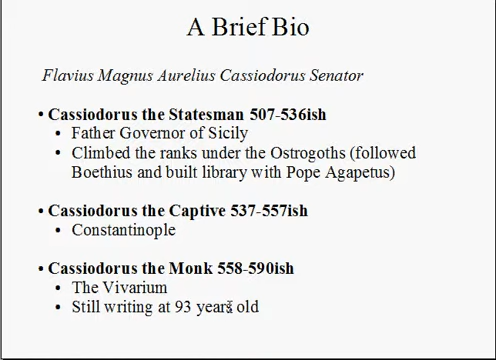 A Brief Bio
Flavius Magnus Aurelius Cassiodorus Senator
• Cassiodorus the Statesman 507-536ish
• Father Governor of Sicily
• Climbed the ranks under the Ostrogoths (followed
Boethius and built library with Pope Agapetus)
• Cassiodorus the Captive 537-557ish
• Constantinople
• Cassiodorus the Monk 558-590ish
• The Vivarium
• Still writing at 93 years old